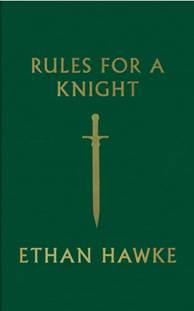 RULES FOR A
KNIGHT
ETHAN HAWKE